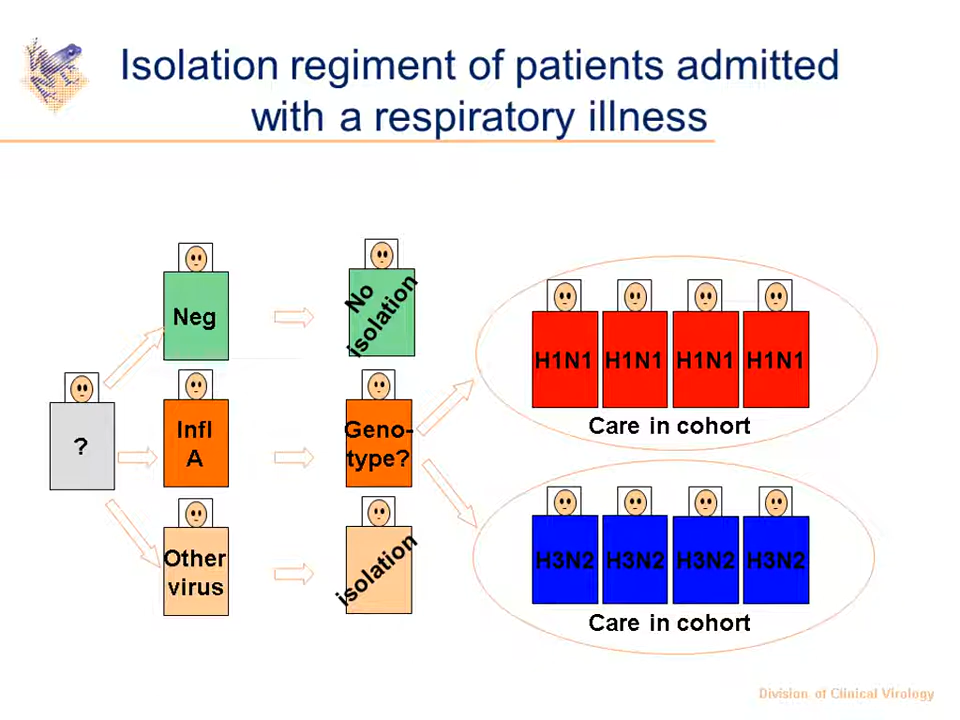 Isolation regiment of patients admitted
with a respiratory illness
Neg
No
isolation
?
Infl
A
Geno-
type?
Other
virus
isolation
H1N1 H1N1 H1N1 H1N1
Care in cohort
H3N2 H3N2 H3N2 H3N2
Care in cohort
Division of Clinical Virology